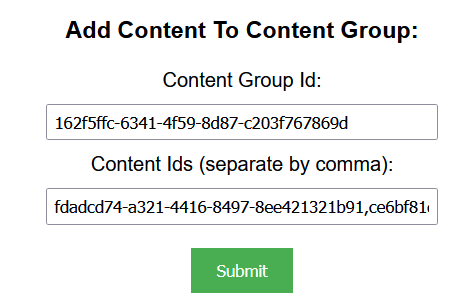 Add Content To Content Group:
Content Group Id:
162f5ffc-6341-4f59-8d87-c203f767869d
Content Ids (separate by comma):
fdadcd74-a321-4416-8497-8ee421321b91,ce6bf81
Submit